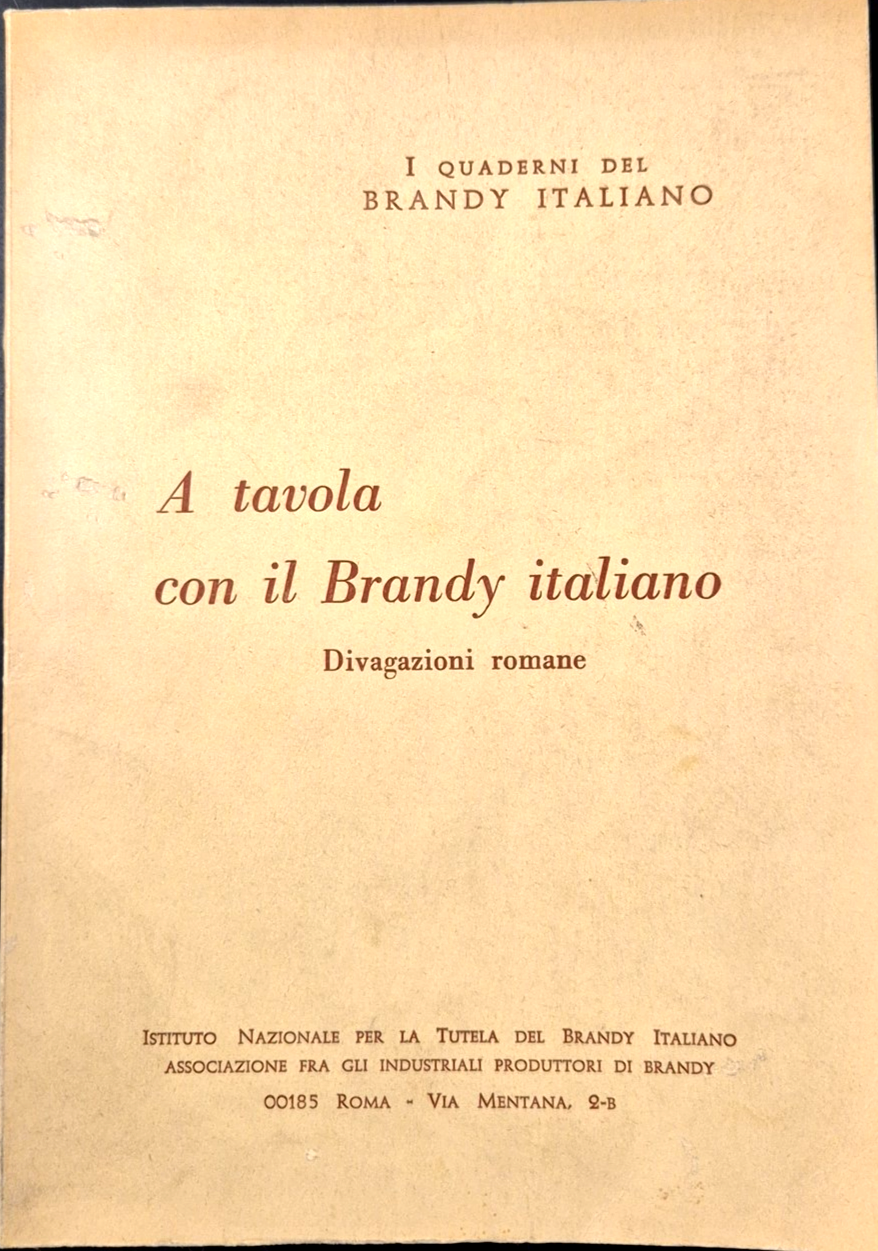 I QUADERNI DEL
BRANDY ITALIANO
A tavola
con il Brandy italiano
Divagazioni romane
ISTITUTO NAZIONALE PER LA TUTELA DEL BRANDY ITALIANO
ASSOCIAZIONE FRA GLI INDUSTRIALI PRODUTTORI DI BRANDY
00185 ROMA - VIA MENTANA, 2-B